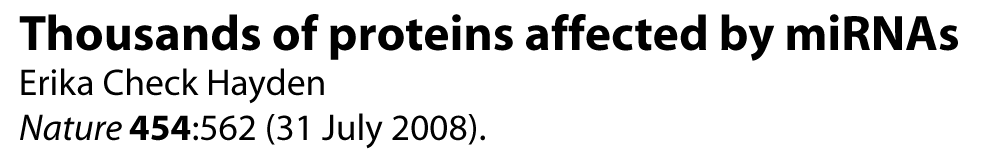 Thousands of proteins affected by miRNAs
Erika Check Hayden
Nature 454:562 (31 July 2008).